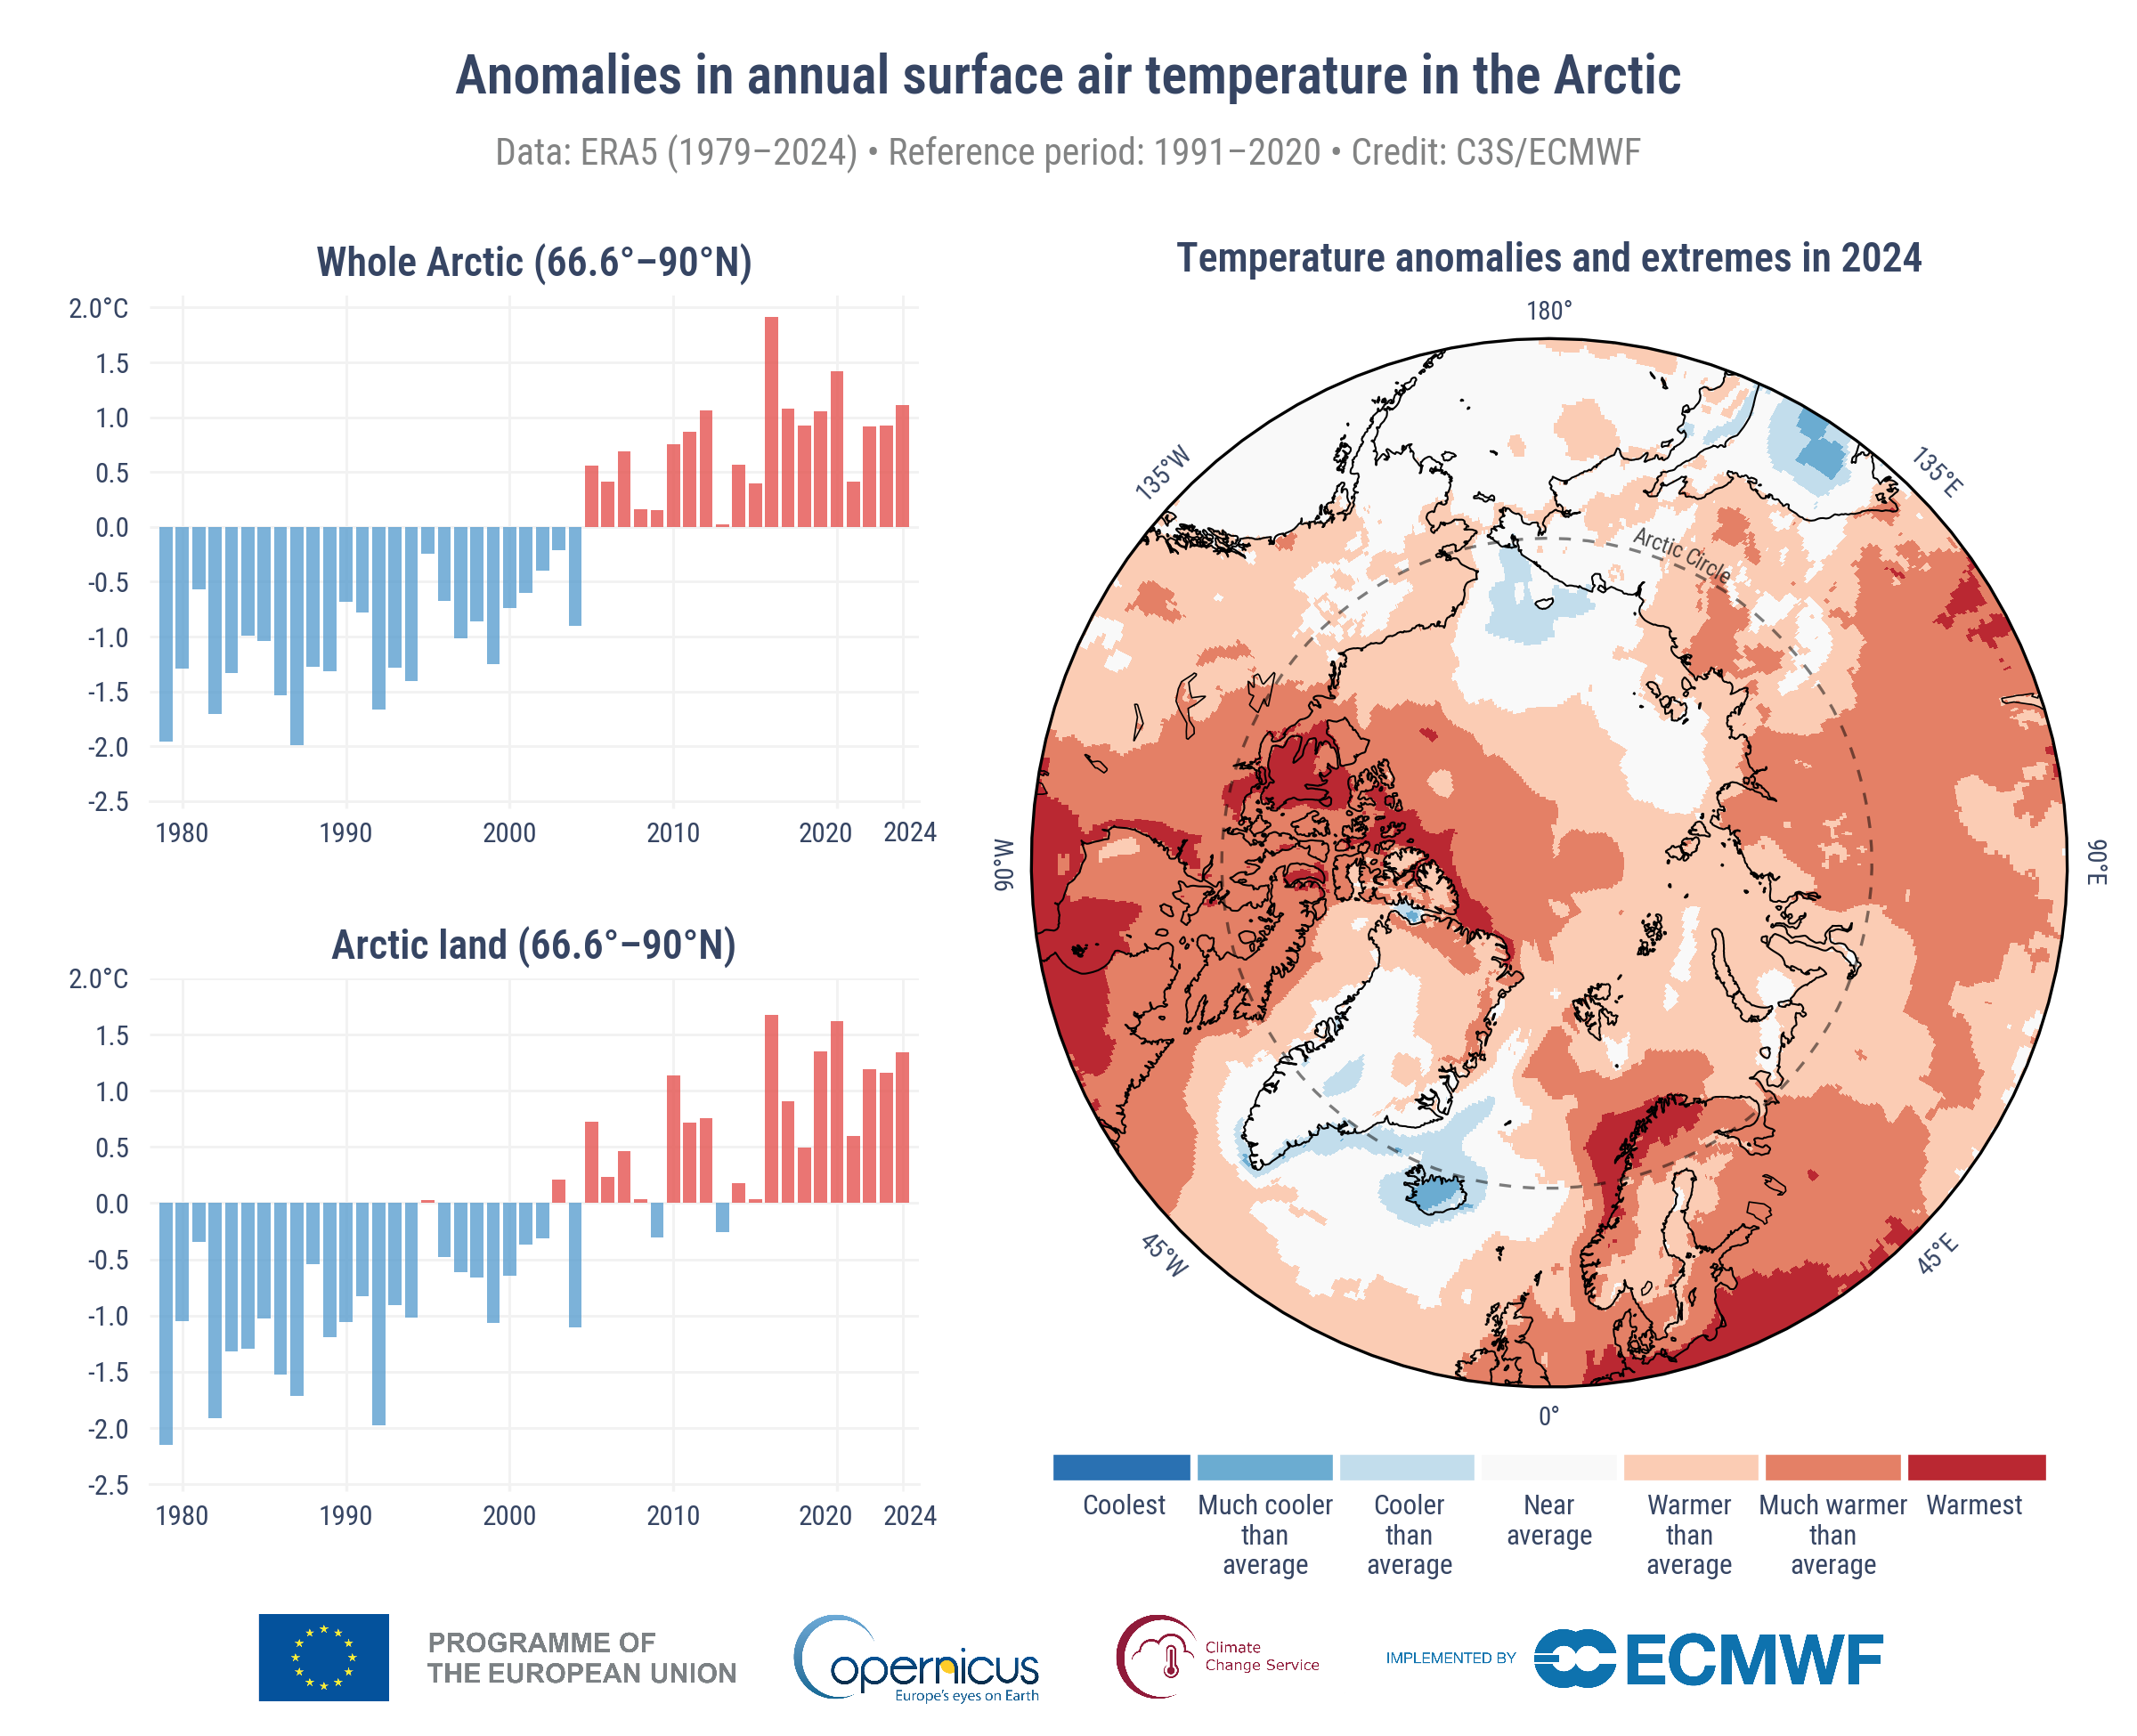 Anomalies in annual surface air temperature in the Arctic
Data: ERA5 (1979–2024) • Reference period: 1991–2020 • Credit: C3S/ECMWF
Whole Arctic (66.6°–90°N)
2.0°C
1.5
1.0
0.5
0.0
-0.5
-1.0
-1.5
-2.0
-2.5
1980 1990 2000 2010 2020 2024
Arctic land (66.6°–90°N)
2.0°C
1.5
1.0
0.5
0.0
-0.5
-1.0
-1.5
-2.0
-2.5
1980 1990 2000 2010 2020 2024
Temperature anomalies and extremes in 2024
180°
135°W
135°E
Arctic Circle
90°W
90°E
45°W
45°E
0°
Coolest
Much cooler
than
average
Cooler
than
average
Near
average
Warmer
than
average
Much warmer
than
average
Warmest
PROGRAMME OF
THE EUROPEAN UNION
opernicus
Europe's eyes on Earth
Climate
Change Service
IMPLEMENTED BY
ECMWF